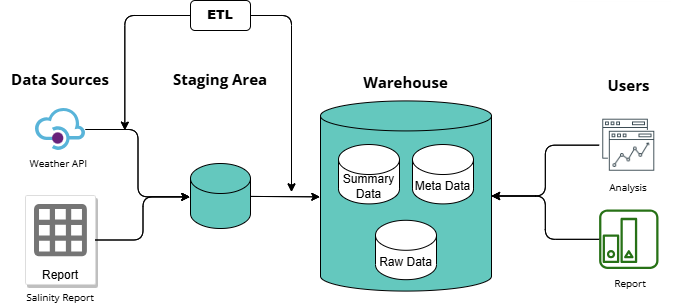 ETL
Data Sources
Staging Area
Warehouse
Users
Weather API
Summary
Data
Meta Data
Analysis
Report
Salinity Report
Raw Data
Report